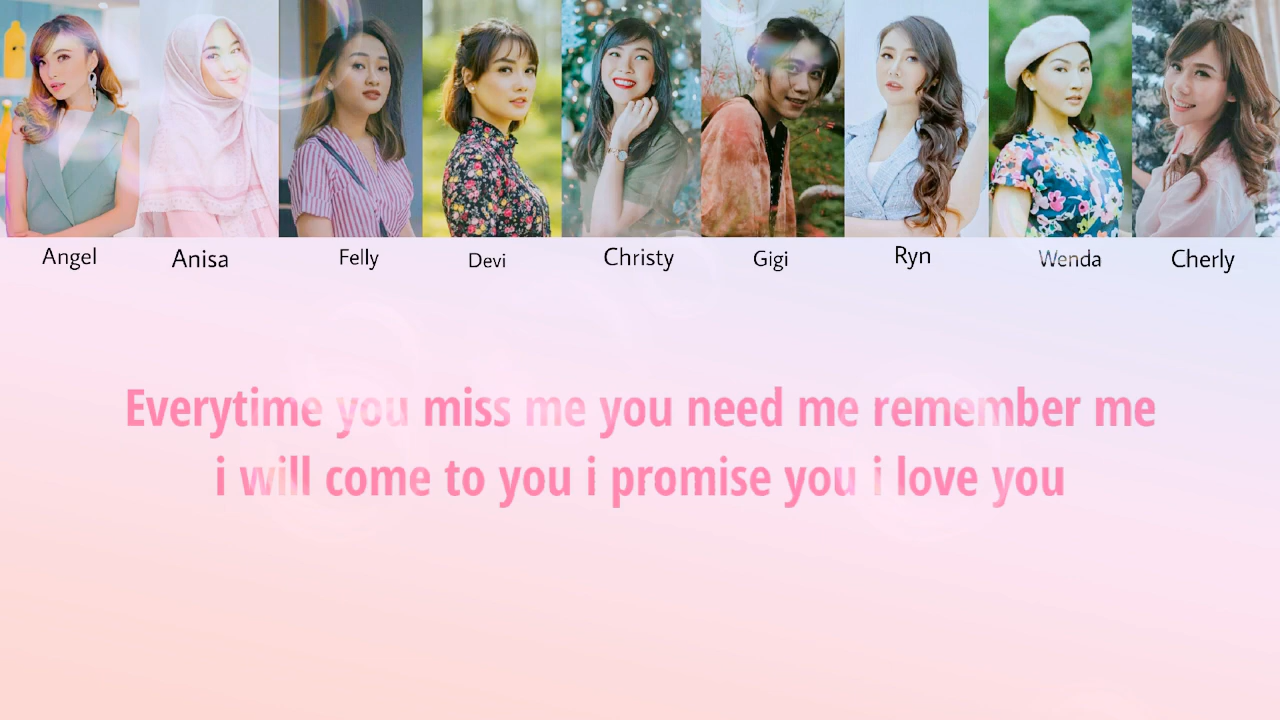 Angel Anisa Felly Devi Christy Gigi Ryn Wenda Cherly
Everytime you miss me you need me remember me
i will come to you i promise you i love you